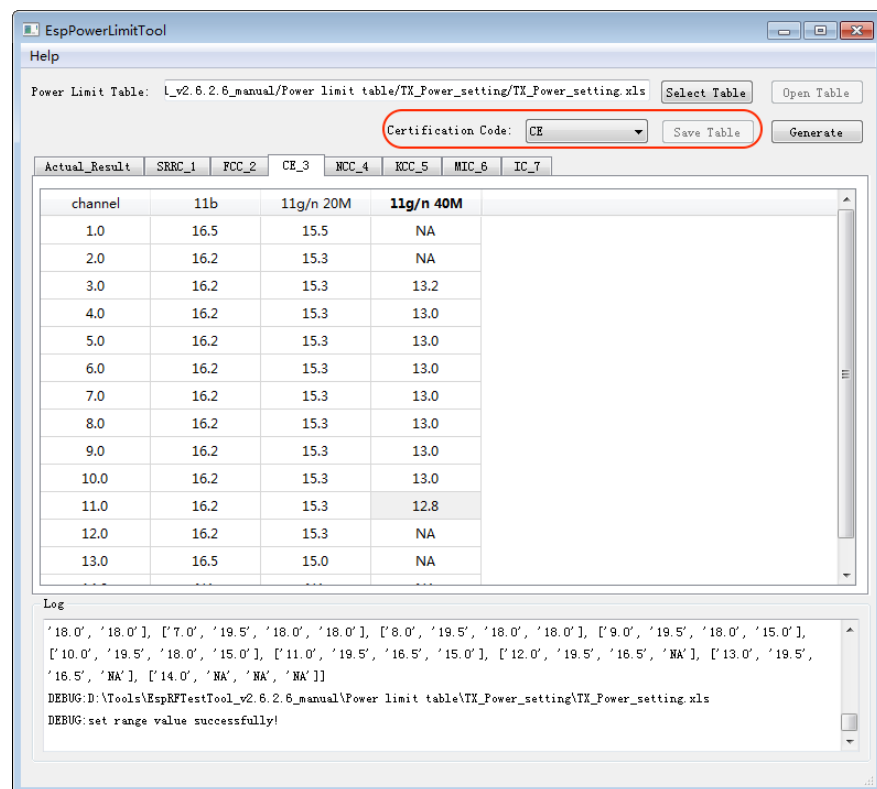 EspPowerLimitTool
Help
Power Limit Table: L_v2.6.2.6_manual/Power limit table/TX_Power_setting/TX_Power_setting.xls Select Table Open Table
Certification Code: CE Save Table Generate
Actual_Result SRRC_1 FCC_2 CE_3 NCC_4 KCC_5 MIC_6 IC_7
channel 11b 11g/n 20M 11g/n 40M
1.0 16.5 15.5 NA
2.0 16.2 15.3 NA
3.0 16.2 15.3 13.2
4.0 16.2 15.3 13.0
5.0 16.2 15.3 13.0
6.0 16.2 15.3 13.0
7.0 16.2 15.3 13.0
8.0 16.2 15.3 13.0
9.0 16.2 15.3 13.0
10.0 16.2 15.3 13.0
11.0 16.2 15.3 12.8
12.0 16.2 15.3 NA
13.0 16.5 15.0 NA
Log
'18.0', '18.0'], ['7.0', '19.5', '18.0', '18.0'], ['8.0', '19.5', '18.0', '18.0'], ['9.0', '19.5', '18.0', '15.0'],
['10.0', '19.5', '18.0', '15.0'], ['11.0', '19.5', '16.5', '15.0'], ['12.0', '19.5', '16.5', 'NA'], ['13.0', '19.5',
'16.5', 'NA'], ['14.0', 'NA', 'NA', 'NA']]
DEBUG:D:\Tools\EspRFTestTool_v2.6.2.6_manual\Power limit table\TX_Power_setting\TX_Power_setting.xls
DEBUG:set range value successfully!